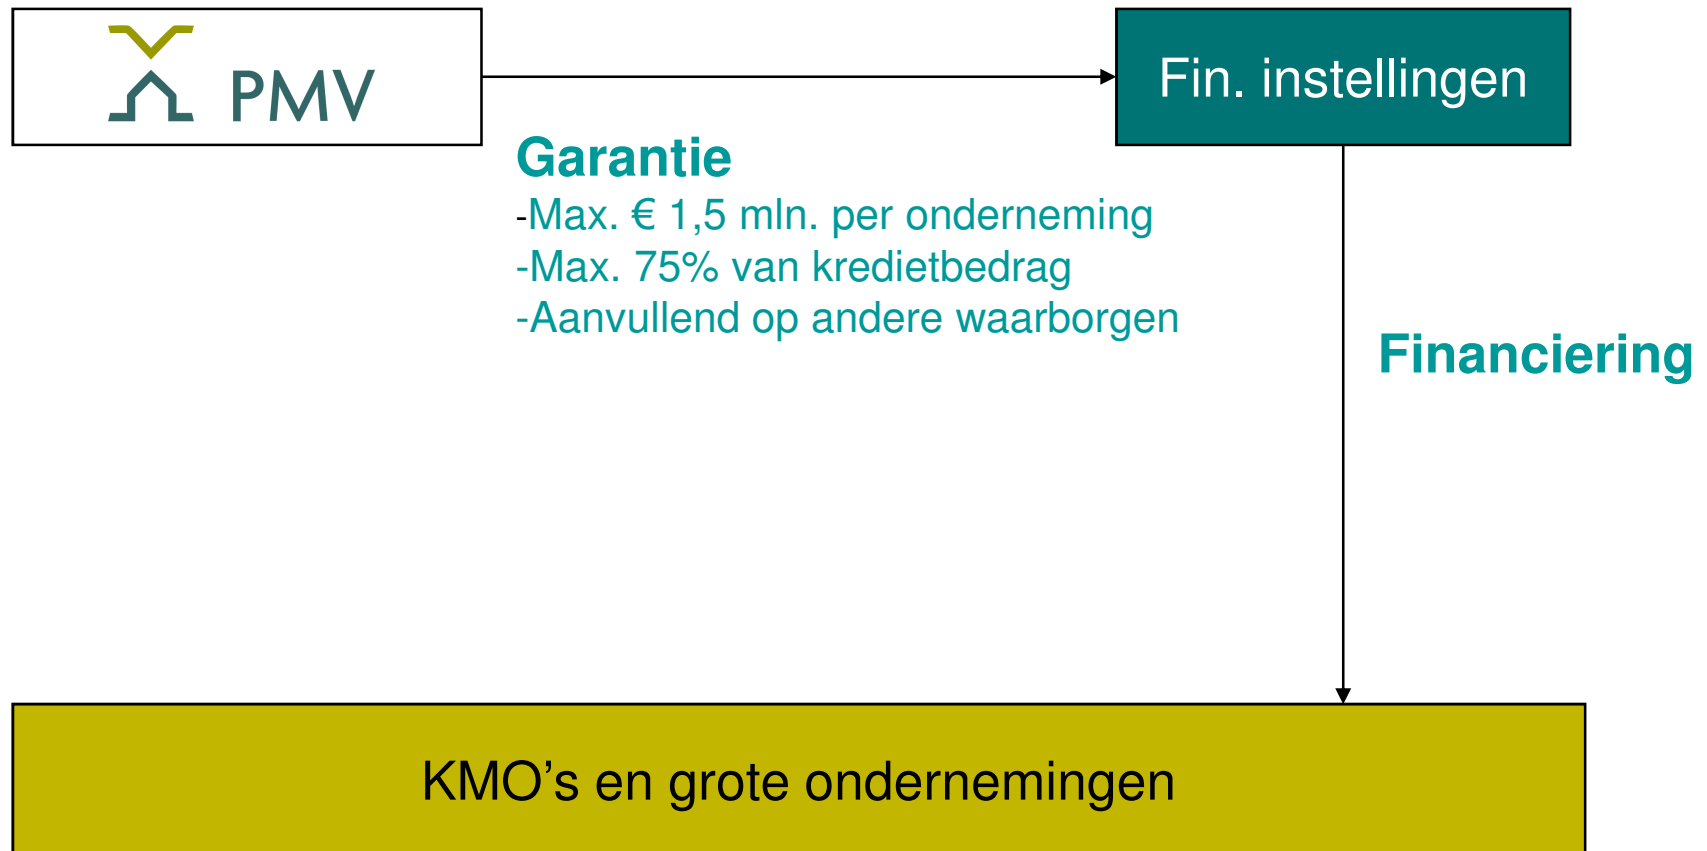 PMV
Fin. instellingen
Garantie
-Max. € 1,5 mln. per onderneming
-Max. 75% van kredietbedrag
-Aanvullend op andere waarborgen
Financiering
KMO’s en grote ondernemingen